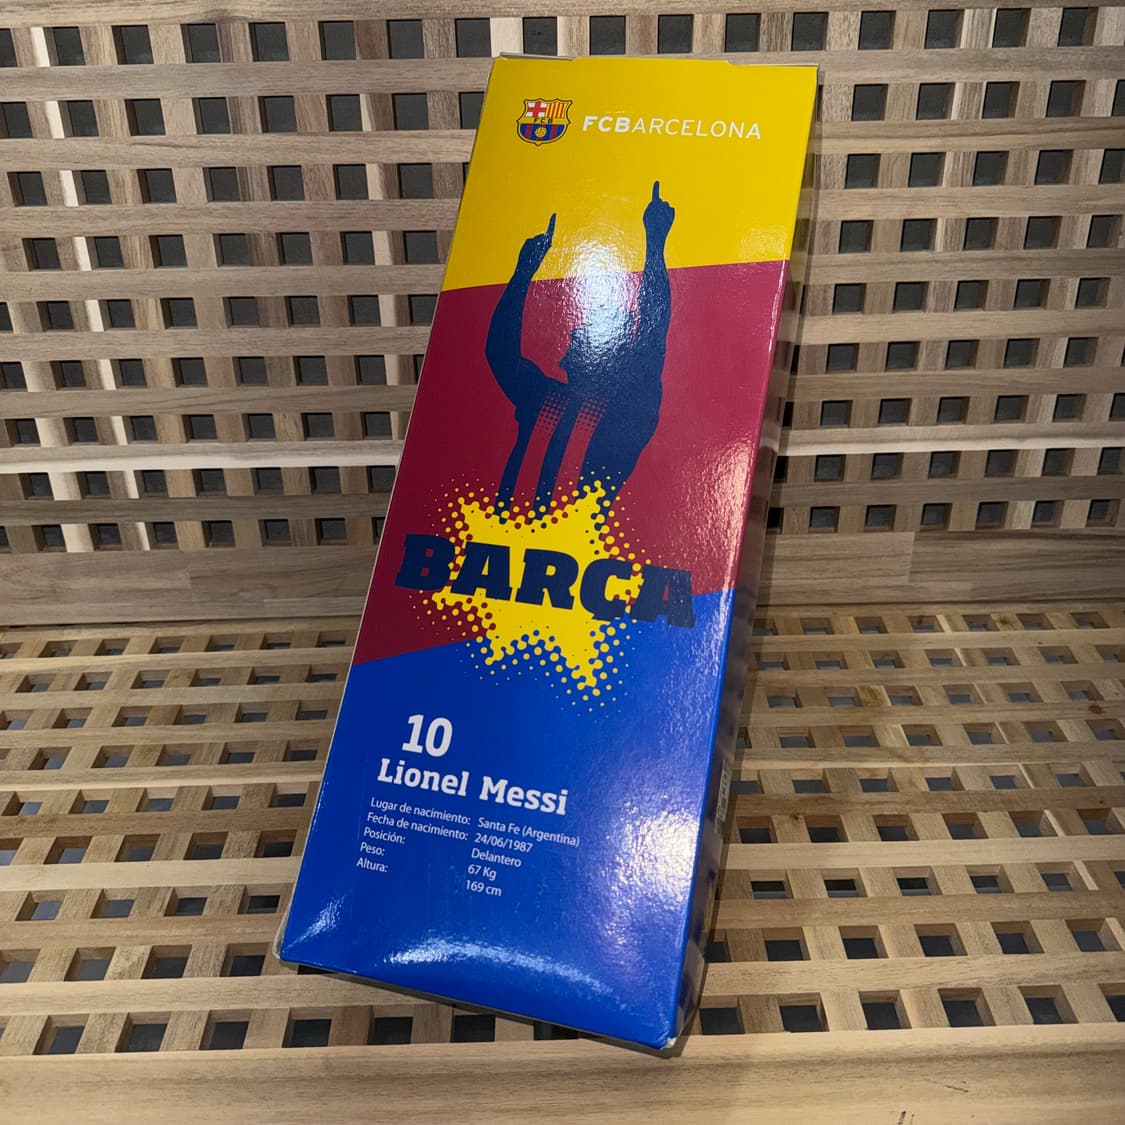 FCB
FCBARCELONA
BARÇA
10
Lionel Messi
Lugar de nacimiento: Santa Fe (Argentina)
Fecha de nacimiento: 24/06/1987
Posición: Delantero
Peso: 67 Kg
Altura: 169 cm